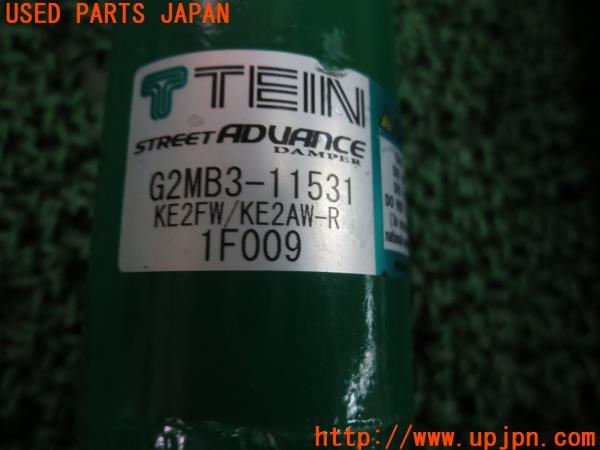 USED PARTS JAPAN
TEIN
STREET ADVANCE
DAMPER
G2MB3-11531
KE2FW/KE2AW-R
1F009
http://www.upjpn.com